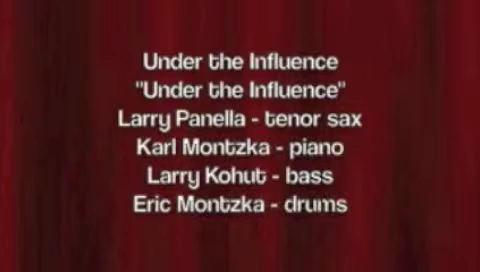 Under the Influence
"Under the Influence"
Larry Panella - tenor sax
Karl Montzka - piano
Larry Kohut - bass
Eric Montzka - drums